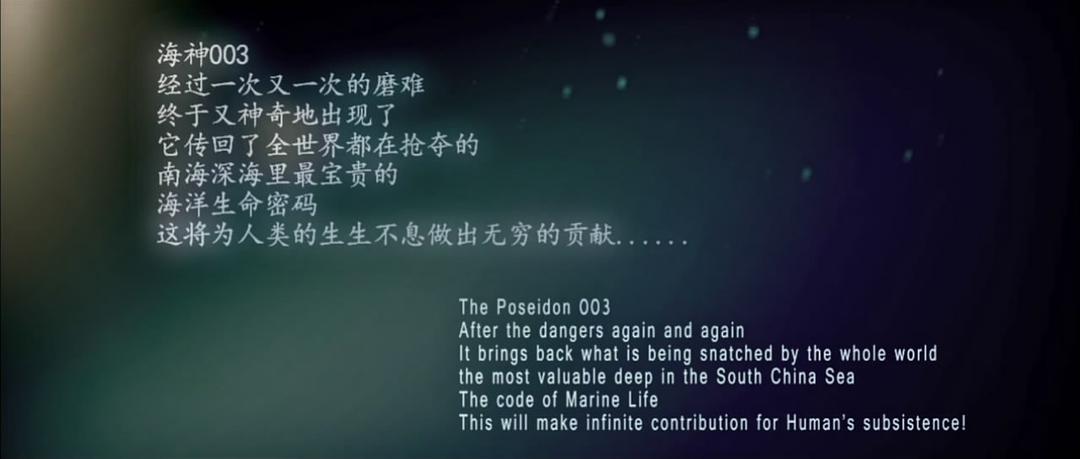 海神003
经过一次又一次的磨难
终于又神奇地出现了
它传回了全世界都在抢夺的
南海深海里最宝贵的
海洋生命密码
这将为人类的生生不息做出无穷的贡献......
The Poseidon 003
After the dangers again and again
It brings back what is being snatched by the whole world
the most valuable deep in the South China Sea
The code of Marine Life
This will make infinite contribution for Human's subsistence!